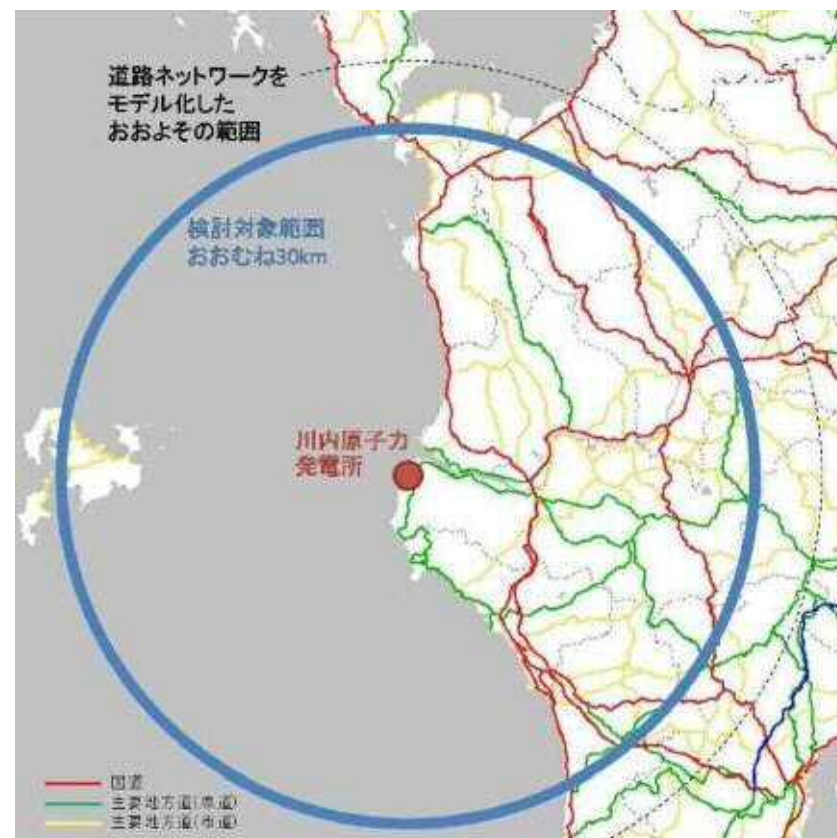 道路ネットワークを
モデル化した
おおよその範囲
検討対象範囲
おおむね30km
川内原子力
発電所
国道
主要地方道(県道)
主要地方道(市道)